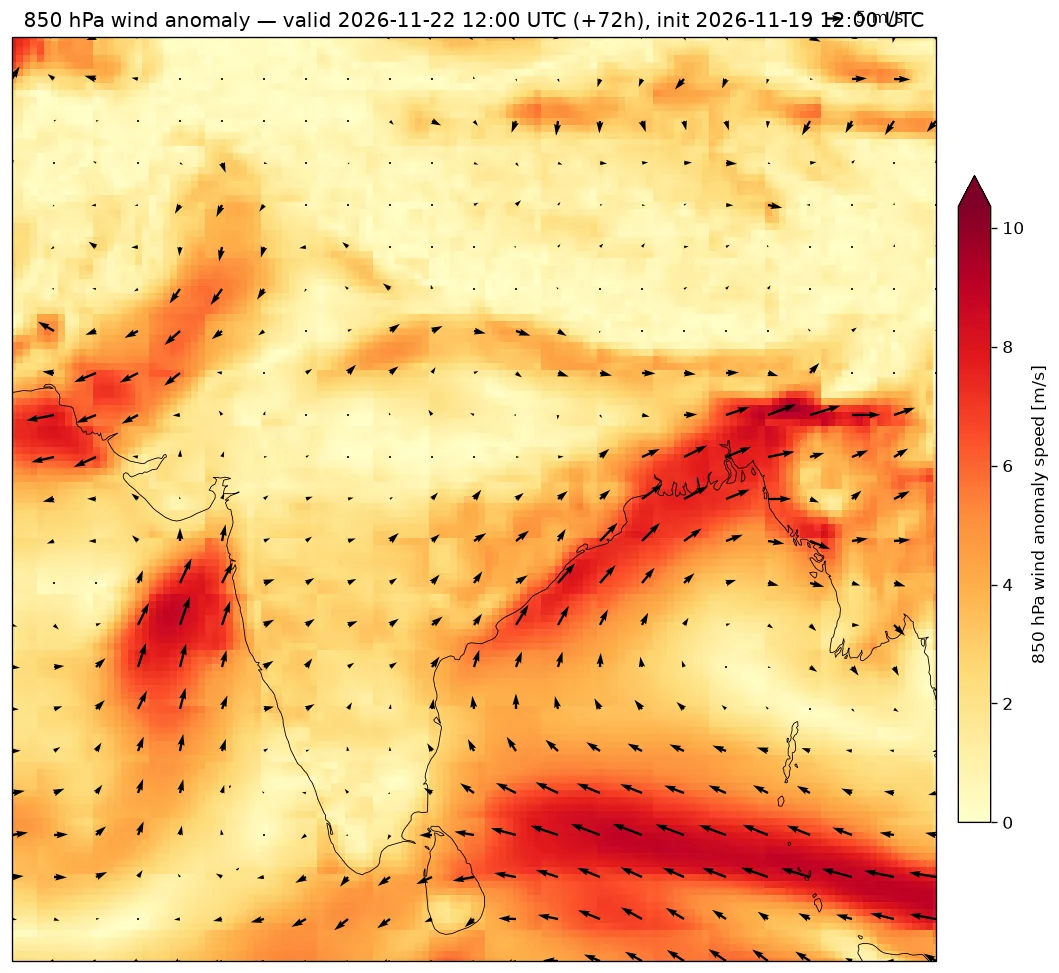 850 hPa wind anomaly — valid 2026-11-22 12:00 UTC (+72h), init 2026-11-19 12:00 UTC
5 m/s
10
8
6
4
2
0
850 hPa wind anomaly speed [m/s]